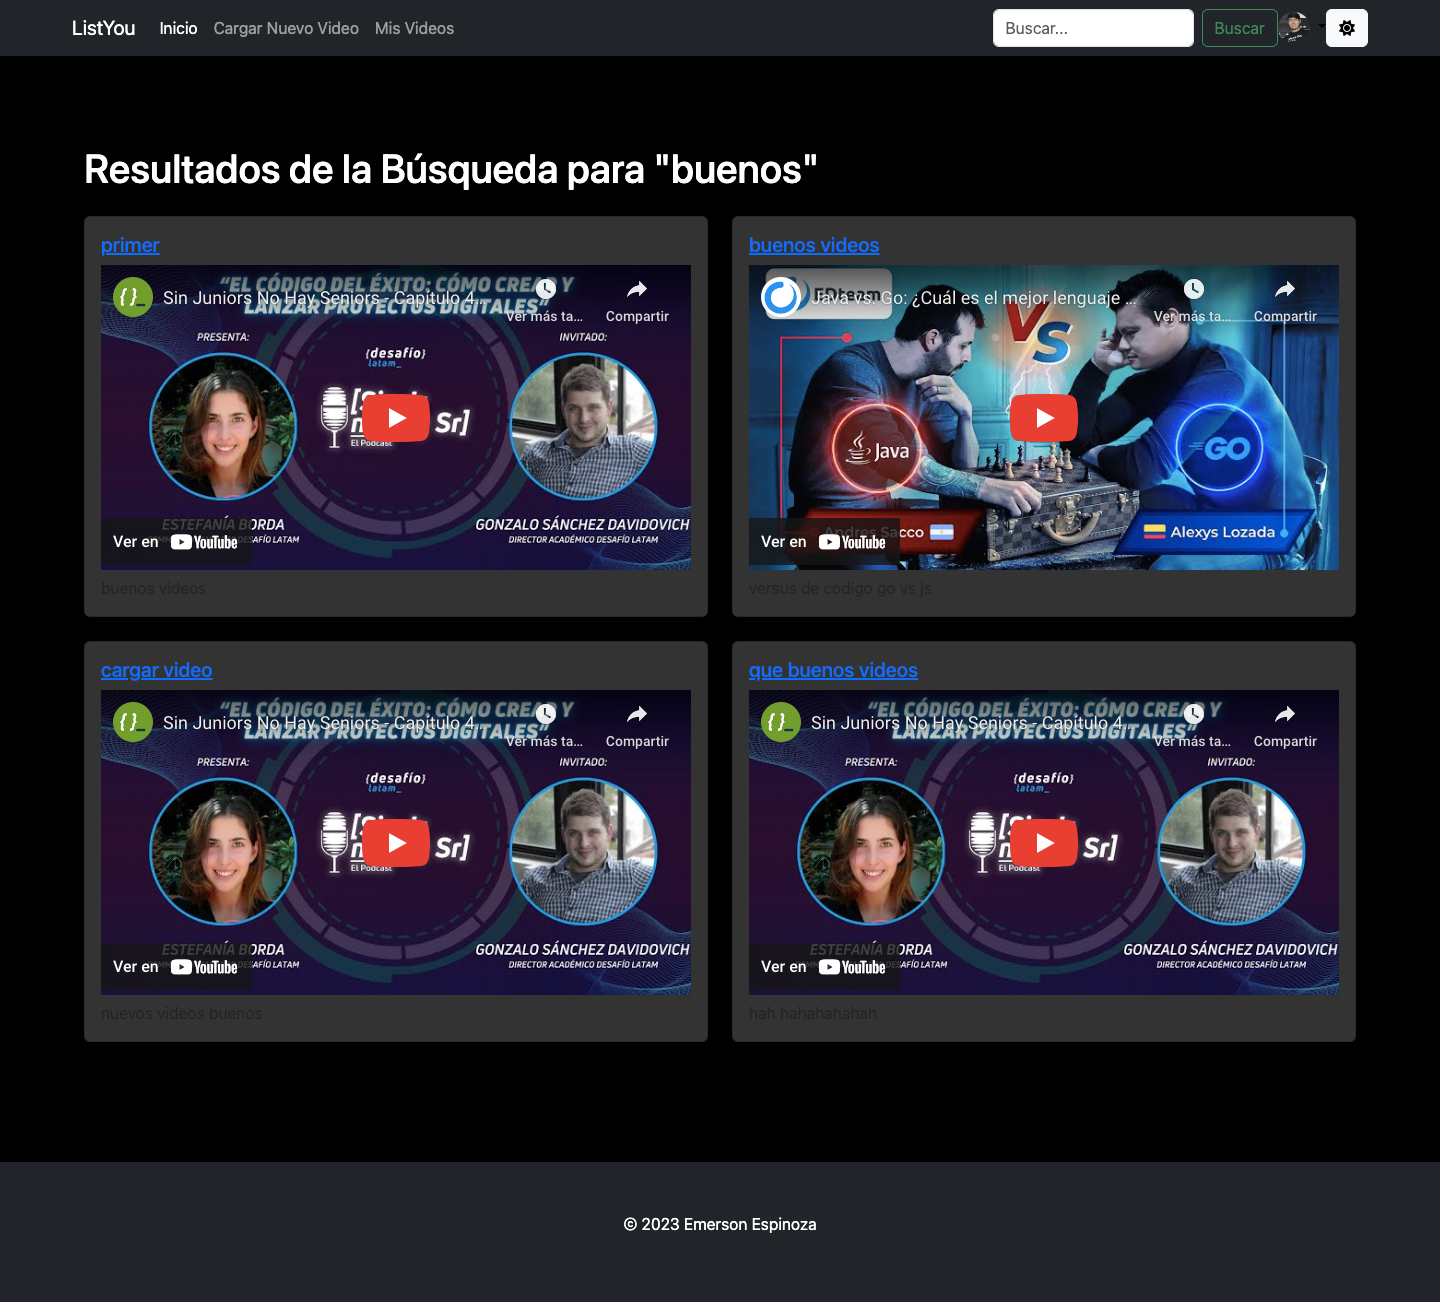 ListYou
Inicio
Cargar Nuevo Video
Mis Videos
Buscar...
Buscar
Resultados de la Búsqueda para "buenos"
primer
“EL CÓDIGO DEL ÉXITO: CÓMO CREAR Y
LANZAR PROYECTOS DIGITALES”
Sin Juniors No Hay Seniors - Capítulo 4...
Ver más ta...
Compartir
PRESENTA:
INVITADO:
{desafío}
latam_
Sr]
El Podcast
ESTEFANÍA BORDA
GONZALO SÁNCHEZ DAVIDOVICH
DIRECTOR ACADÉMICO DESAFÍO LATAM
Ver en YouTube
buenos videos
buenos videos
EDteam
Java vs. Go: ¿Cuál es el mejor lenguaje ...
Ver más ta...
Compartir
VS
Java
GO
Andres Sacco
Alexys Lozada
Ver en YouTube
versus de codigo go vs js
cargar video
“EL CÓDIGO DEL ÉXITO: CÓMO CREAR Y
LANZAR PROYECTOS DIGITALES”
Sin Juniors No Hay Seniors - Capítulo 4...
Ver más ta...
Compartir
PRESENTA:
INVITADO:
{desafío}
latam_
Sr]
El Podcast
ESTEFANÍA BORDA
GONZALO SÁNCHEZ DAVIDOVICH
DIRECTOR ACADÉMICO DESAFÍO LATAM
Ver en YouTube
nuevos videos buenos
que buenos videos
“EL CÓDIGO DEL ÉXITO: CÓMO CREAR Y
LANZAR PROYECTOS DIGITALES”
Sin Juniors No Hay Seniors - Capítulo 4...
Ver más ta...
Compartir
PRESENTA:
INVITADO:
{desafío}
latam_
Sr]
El Podcast
ESTEFANÍA BORDA
GONZALO SÁNCHEZ DAVIDOVICH
DIRECTOR ACADÉMICO DESAFÍO LATAM
Ver en YouTube
hah hahahahahah
© 2023 Emerson Espinoza